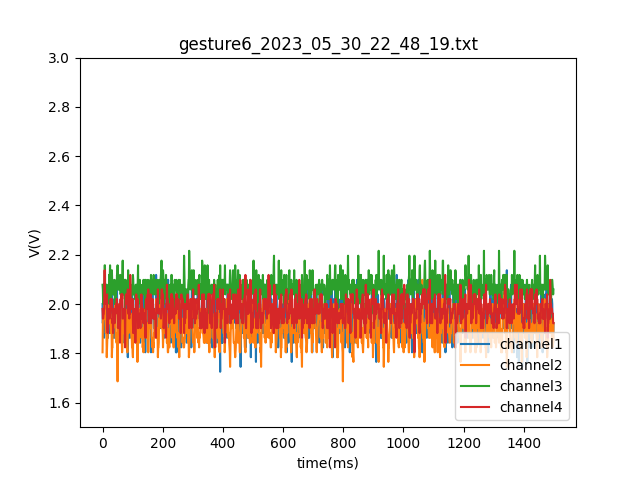 gesture6_2023_05_30_22_48_19.txt
3.0
2.8
2.6
2.4
2.2
2.0
1.8
1.6
V(V)
channel1
channel2
channel3
channel4
0 200 400 600 800 1000 1200 1400
time(ms)